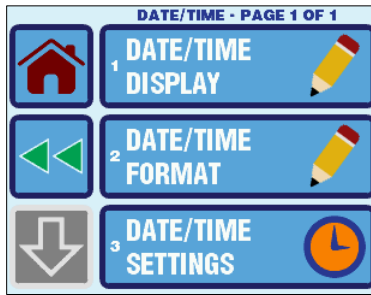 DATE/TIME - PAGE 1 OF 1
1 DATE/TIME
DISPLAY
2 DATE/TIME
FORMAT
3 DATE/TIME
SETTINGS